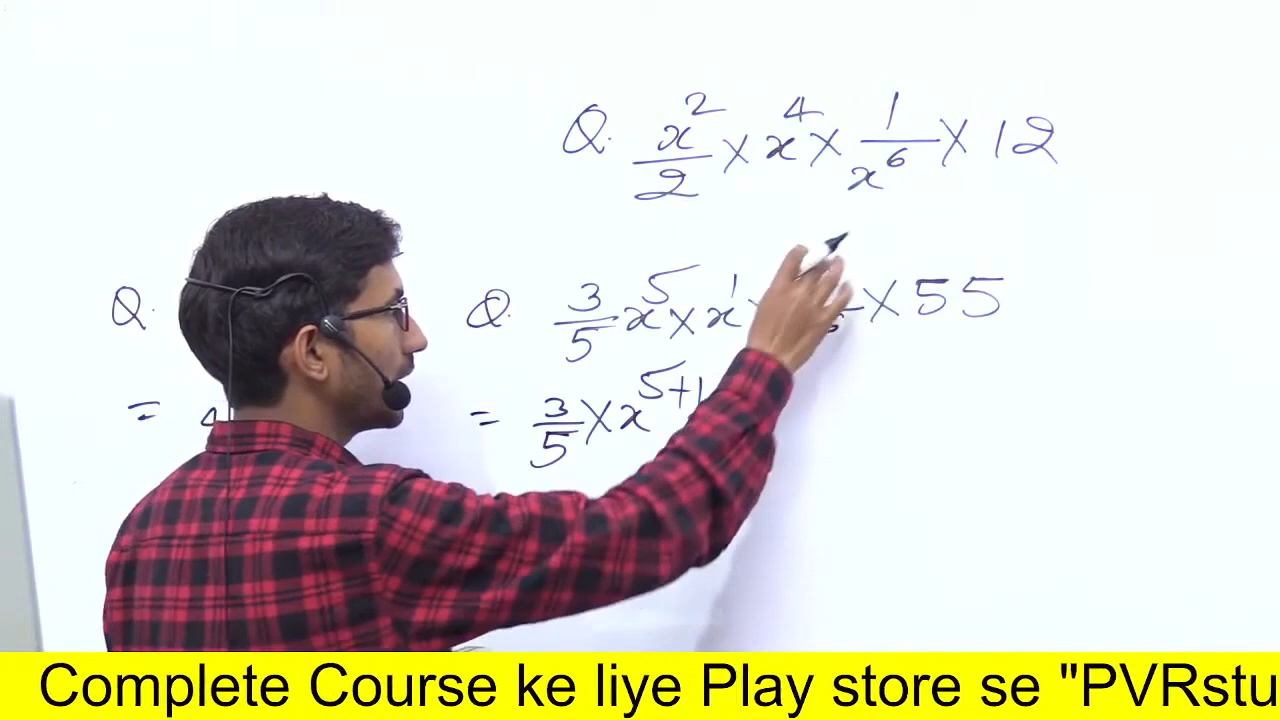 Q. x²/2 × x⁴ × 1/x⁶ × 12
Q.
Q. 3/5 x⁵ × x¹ × 55
=
= 3/5 × x⁵⁺¹
Complete Course ke liye Play store se "PVRstu